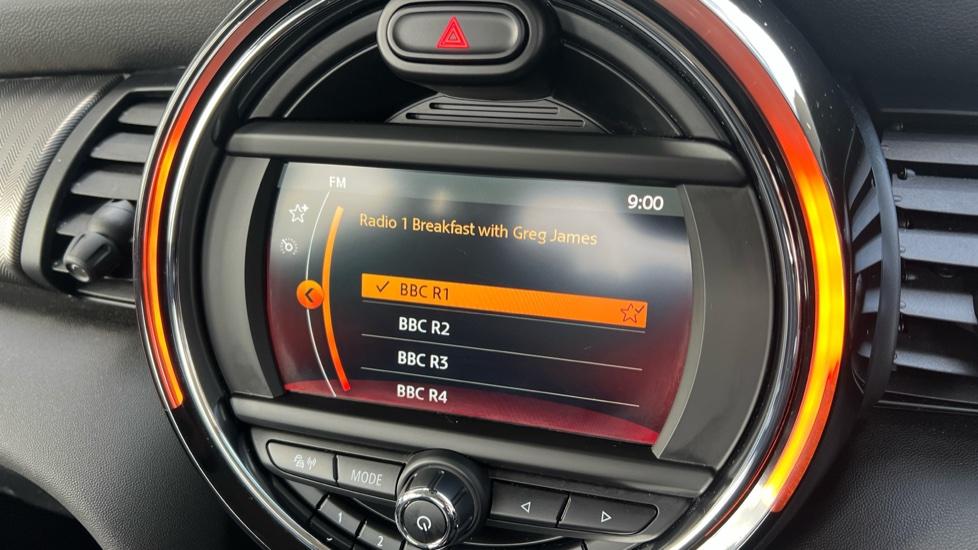 FM
9:00
Radio 1 Breakfast with Greg James
BBC R1
BBC R2
BBC R3
BBC R4
MODE
1
2